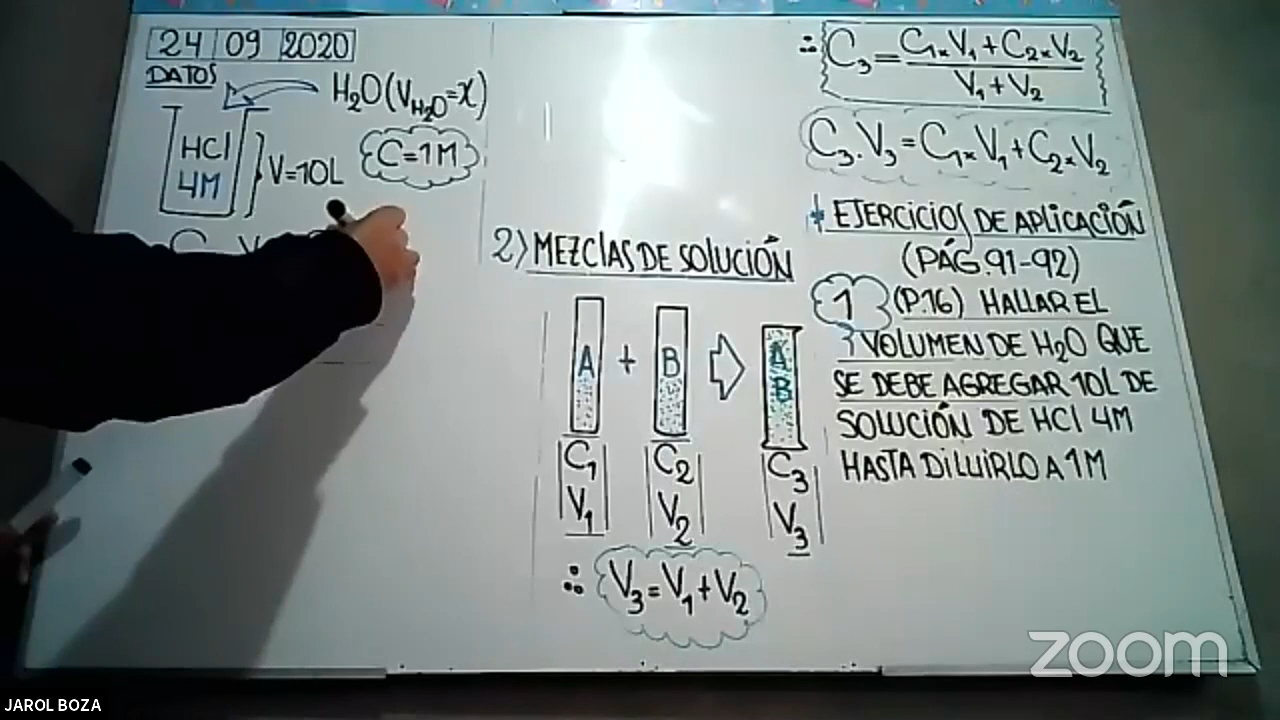 24 | 09 | 2020
DATOS
H₂O (V_H₂O = X)
HCl
4M
V=10L
C=1M
2) MEZCLAS DE SOLUCIÓN
A + B ⇨ A B
C₁ C₂ C₃
V₁ V₂ V₃
∴ V₃=V₁+V₂
∴ C₃ = (C₁×V₁+C₂×V₂) / (V₁+V₂)
C₃.V₃=C₁×V₁+C₂×V₂
* EJERCICIOS DE APLICACIÓN
(PÁG.91-92)
1 (P.16) HALLAR EL
VOLUMEN DE H₂O QUE
SE DEBE AGREGAR 10L DE
SOLUCIÓN DE HCl 4M
HASTA DILUIRLO A 1M
zoom
JAROL BOZA